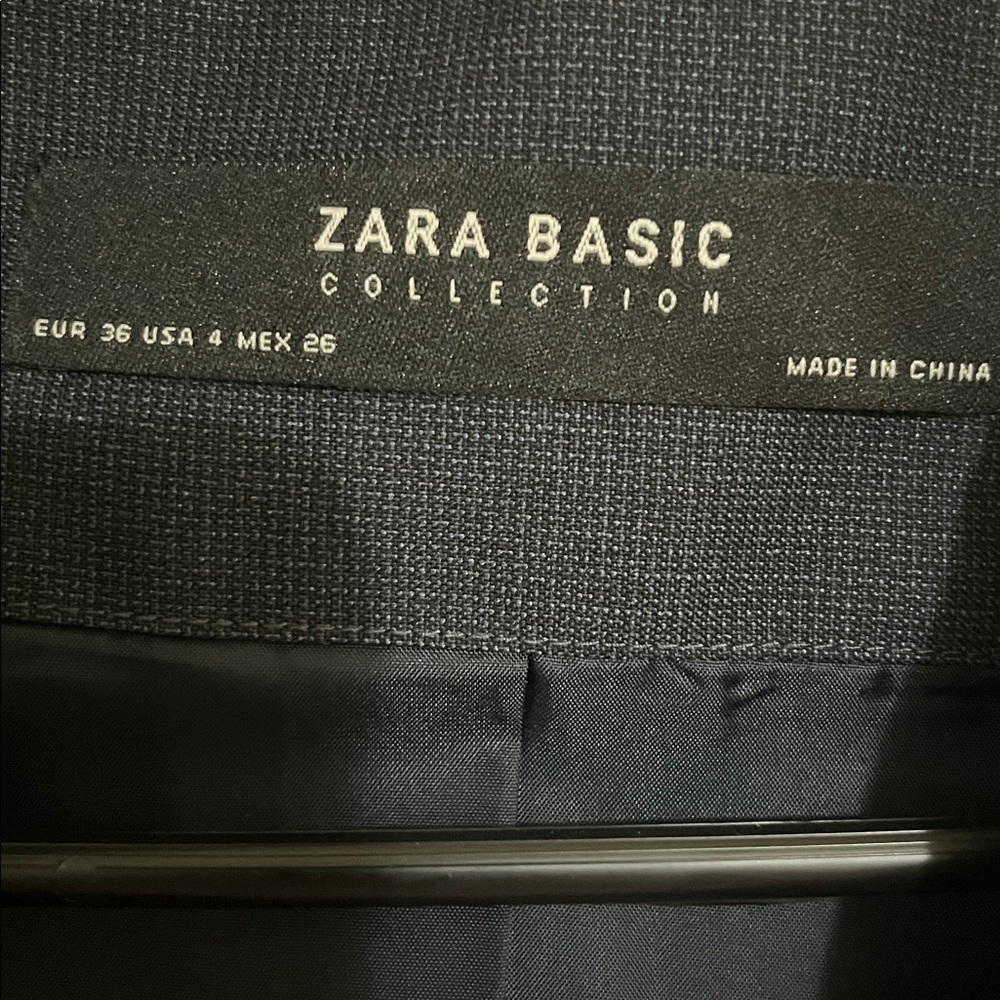 ZARA BASIC
COLLECTION
EUR 36 USA 4 MEX 26
MADE IN CHINA